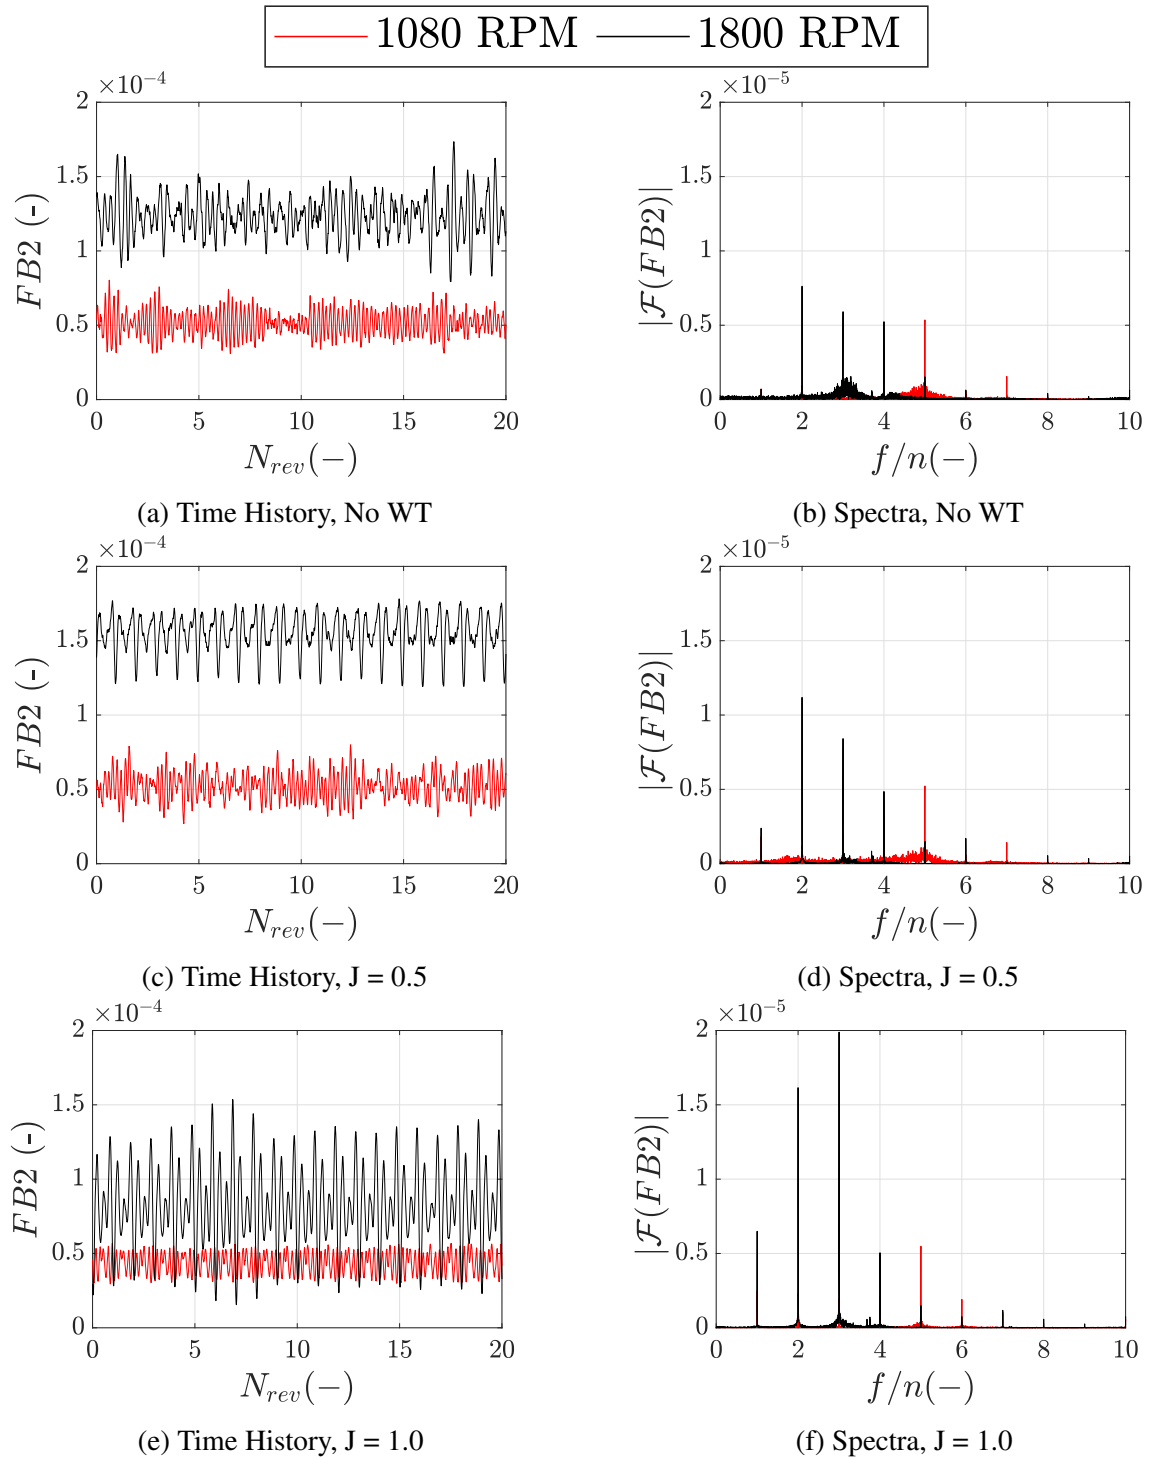 1080 RPM 1800 RPM
×10⁻⁴ ×10⁻⁵
2 2
1.5 1.5
1 1
0.5 0.5
0 0
FB2 (-) |ℱ(FB2)|
0 5 10 15 20 0 2 4 6 8 10
N_rev(−) f/n(−)
(a) Time History, No WT (b) Spectra, No WT
×10⁻⁴ ×10⁻⁵
2 2
1.5 1.5
1 1
0.5 0.5
0 0
FB2 (-) |ℱ(FB2)|
0 5 10 15 20 0 2 4 6 8 10
N_rev(−) f/n(−)
(c) Time History, J = 0.5 (d) Spectra, J = 0.5
×10⁻⁴ ×10⁻⁵
2 2
1.5 1.5
1 1
0.5 0.5
0 0
FB2 (-) |ℱ(FB2)|
0 5 10 15 20 0 2 4 6 8 10
N_rev(−) f/n(−)
(e) Time History, J = 1.0 (f) Spectra, J = 1.0